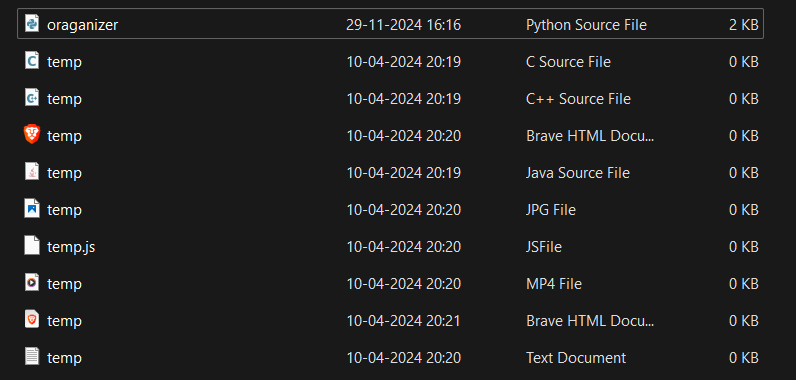 oraganizer 29-11-2024 16:16 Python Source File 2 KB
temp 10-04-2024 20:19 C Source File 0 KB
temp 10-04-2024 20:19 C++ Source File 0 KB
temp 10-04-2024 20:20 Brave HTML Docu... 0 KB
temp 10-04-2024 20:19 Java Source File 0 KB
temp 10-04-2024 20:20 JPG File 0 KB
temp.js 10-04-2024 20:20 JSFile 0 KB
temp 10-04-2024 20:20 MP4 File 0 KB
temp 10-04-2024 20:21 Brave HTML Docu... 0 KB
temp 10-04-2024 20:20 Text Document 0 KB